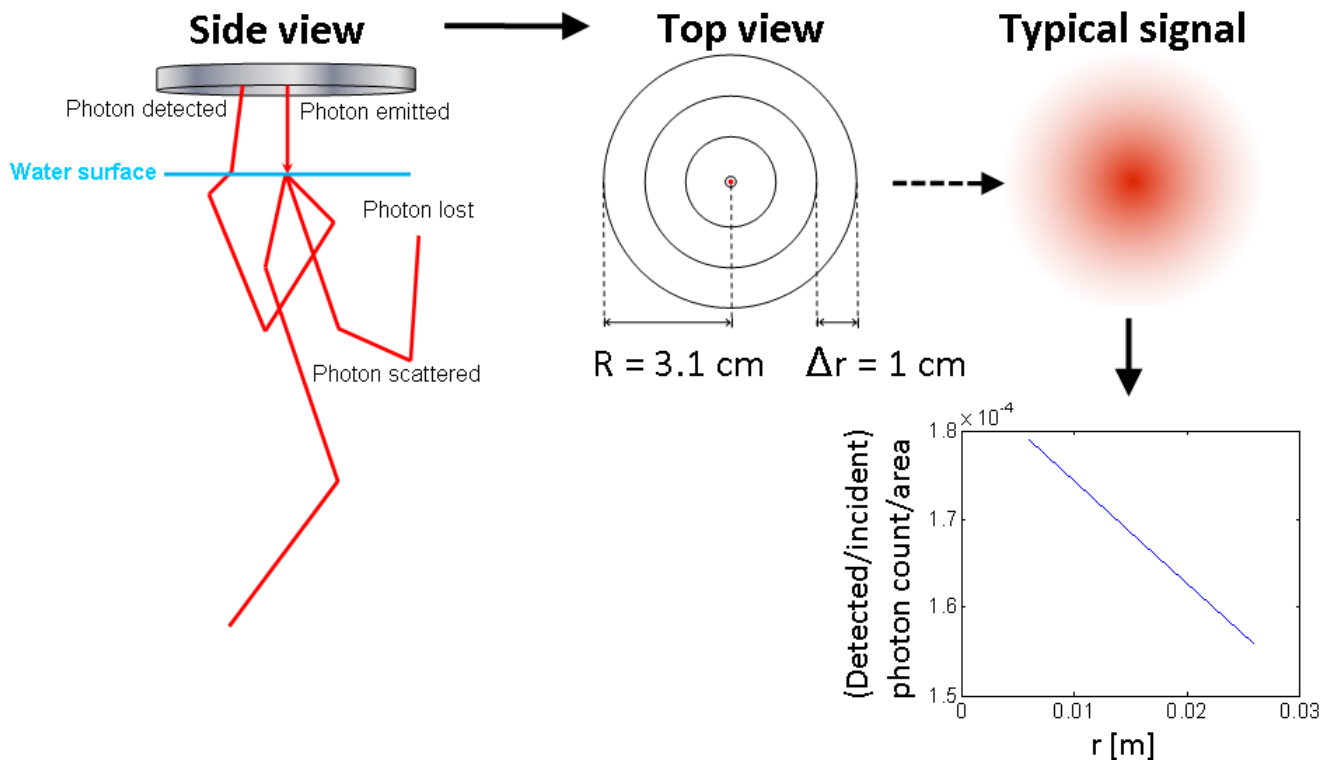 Side view
Top view
Typical signal
Photon detected
Photon emitted
Water surface
Photon lost
Photon scattered
R = 3.1 cm
Δr = 1 cm
(Detected/incident)
photon count/area
× 10⁻⁴
1.8
1.7
1.6
1.5
0
0.01
0.02
0.03
r [m]